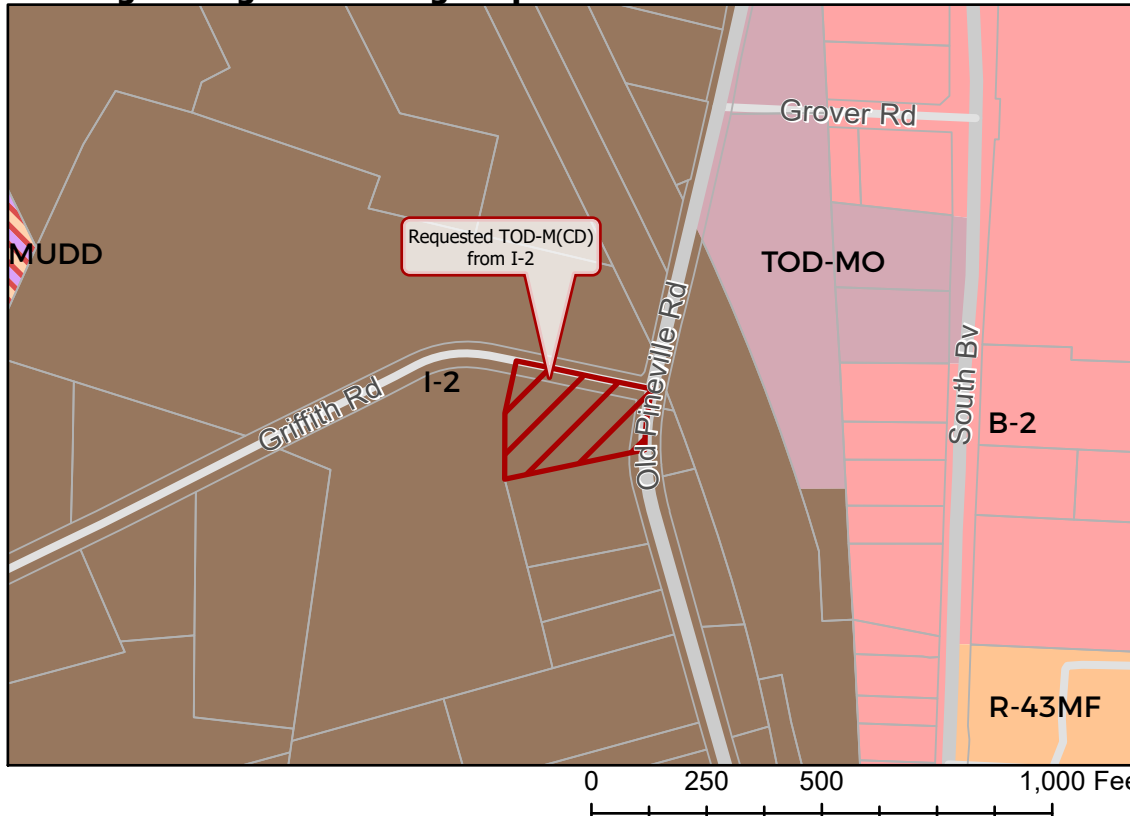 Grover Rd
Requested TOD-M(CD)
from I-2
MUDD
TOD-MO
Old Pineville Rd
I-2
Griffith Rd
South Bv
B-2
R-43MF
0 250 500 1,000 Fee